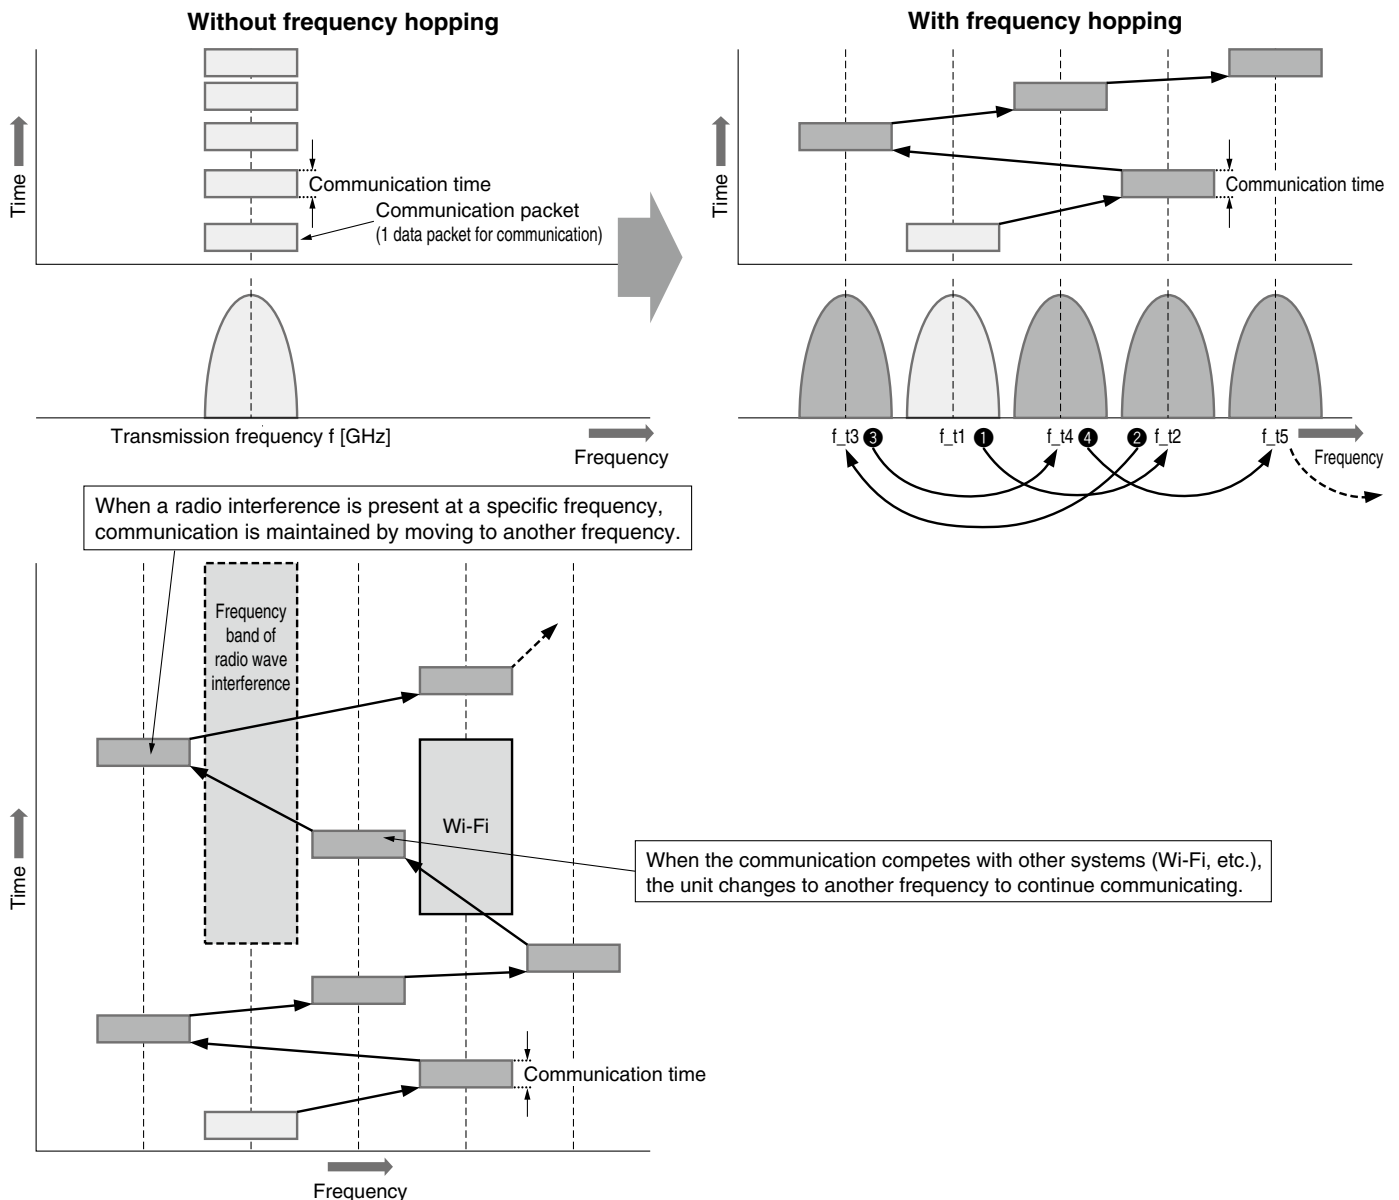 Without frequency hopping
Time
Communication time
Communication packet
(1 data packet for communication)
Transmission frequency f [GHz]
Frequency
With frequency hopping
Time
Communication time
f_t3 ❸ f_t1 ❶ f_t4 ❹ ❷ f_t2 f_t5
Frequency
When a radio interference is present at a specific frequency,
communication is maintained by moving to another frequency.
Frequency
band of
radio wave
interference
Wi-Fi
When the communication competes with other systems (Wi-Fi, etc.),
the unit changes to another frequency to continue communicating.
Time
Communication time
Frequency